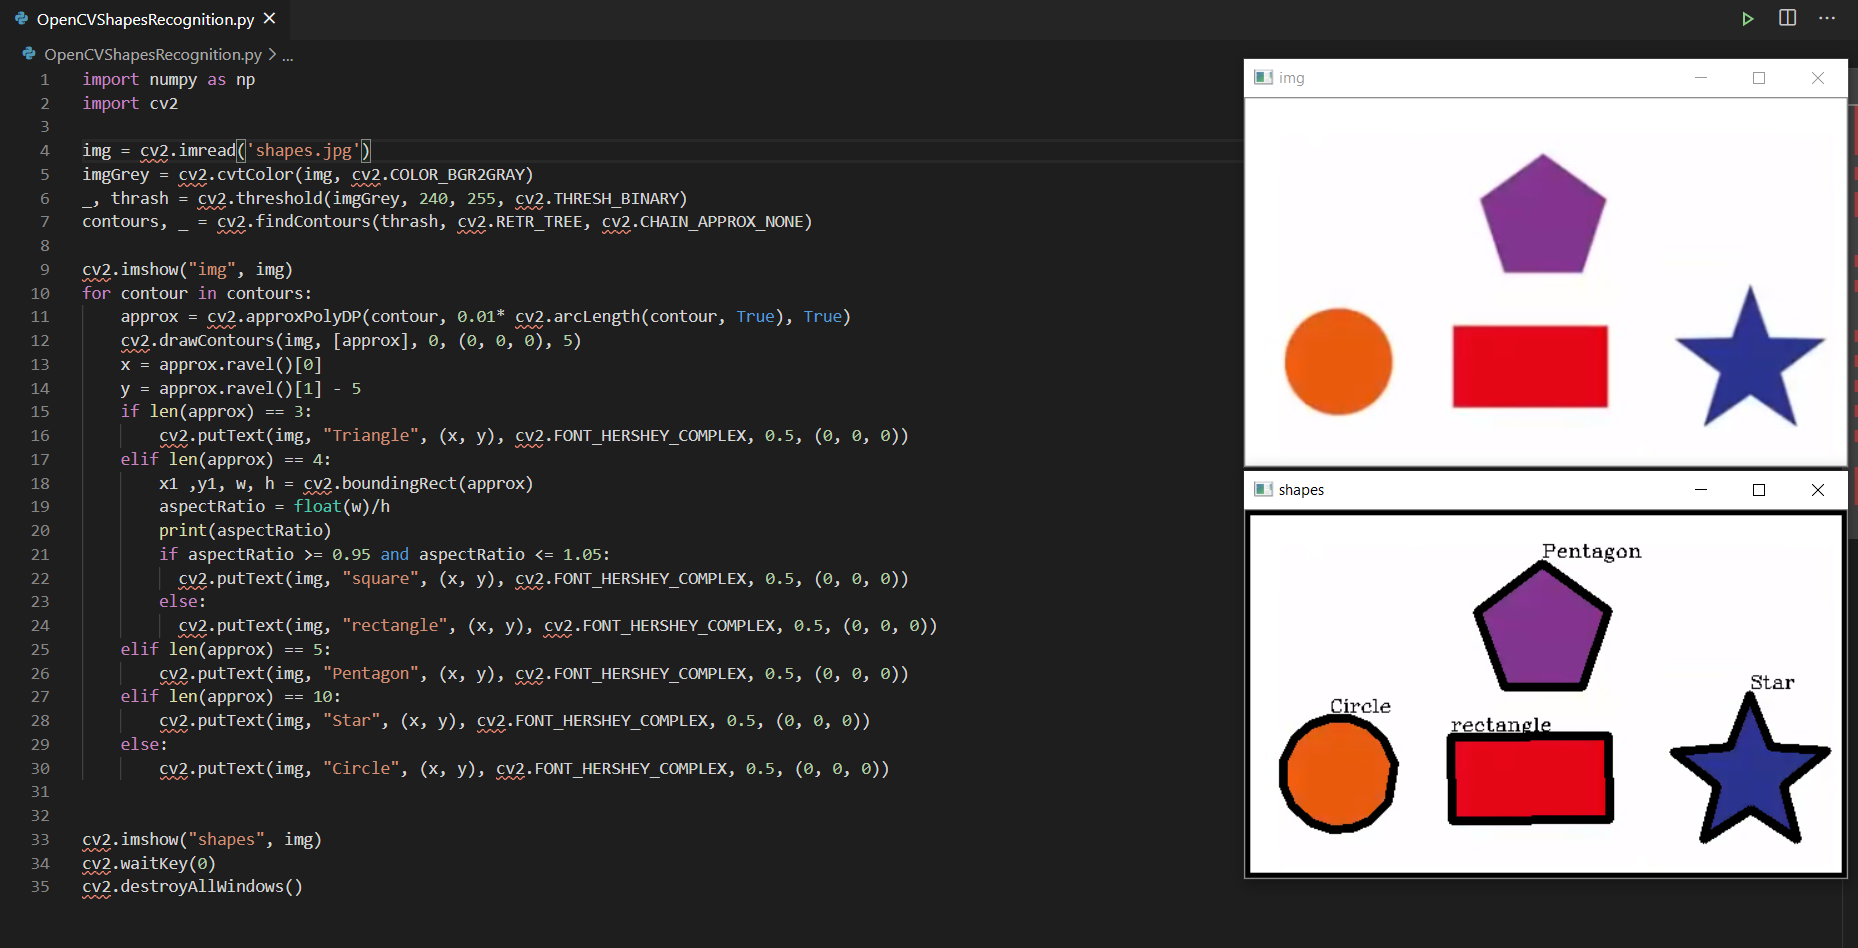 OpenCVShapesRecognition.py
OpenCVShapesRecognition.py > ...
1 import numpy as np
2 import cv2
3
4 img = cv2.imread('shapes.jpg')
5 imgGrey = cv2.cvtColor(img, cv2.COLOR_BGR2GRAY)
6 _, thrash = cv2.threshold(imgGrey, 240, 255, cv2.THRESH_BINARY)
7 contours, _ = cv2.findContours(thrash, cv2.RETR_TREE, cv2.CHAIN_APPROX_NONE)
8
9 cv2.imshow("img", img)
10 for contour in contours:
11     approx = cv2.approxPolyDP(contour, 0.01* cv2.arcLength(contour, True), True)
12     cv2.drawContours(img, [approx], 0, (0, 0, 0), 5)
13     x = approx.ravel()[0]
14     y = approx.ravel()[1] - 5
15     if len(approx) == 3:
16         cv2.putText(img, "Triangle", (x, y), cv2.FONT_HERSHEY_COMPLEX, 0.5, (0, 0, 0))
17     elif len(approx) == 4:
18         x1 ,y1, w, h = cv2.boundingRect(approx)
19         aspectRatio = float(w)/h
20         print(aspectRatio)
21         if aspectRatio >= 0.95 and aspectRatio <= 1.05:
22           cv2.putText(img, "square", (x, y), cv2.FONT_HERSHEY_COMPLEX, 0.5, (0, 0, 0))
23         else:
24           cv2.putText(img, "rectangle", (x, y), cv2.FONT_HERSHEY_COMPLEX, 0.5, (0, 0, 0))
25     elif len(approx) == 5:
26         cv2.putText(img, "Pentagon", (x, y), cv2.FONT_HERSHEY_COMPLEX, 0.5, (0, 0, 0))
27     elif len(approx) == 10:
28         cv2.putText(img, "Star", (x, y), cv2.FONT_HERSHEY_COMPLEX, 0.5, (0, 0, 0))
29     else:
30         cv2.putText(img, "Circle", (x, y), cv2.FONT_HERSHEY_COMPLEX, 0.5, (0, 0, 0))
31
32
33 cv2.imshow("shapes", img)
34 cv2.waitKey(0)
35 cv2.destroyAllWindows()
img
shapes
Pentagon
Star
Circle
rectangle